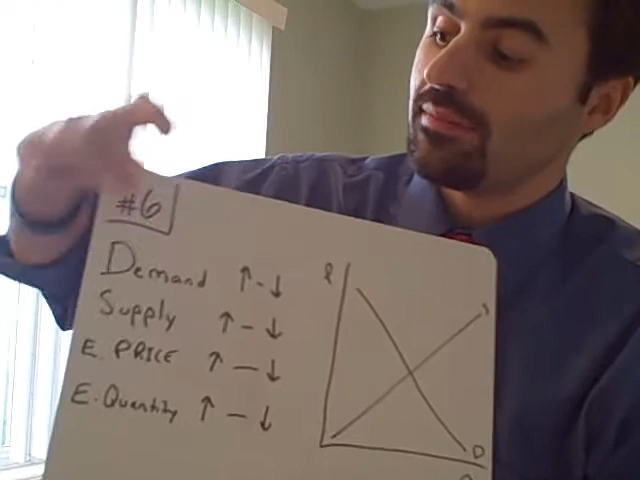 #6
Demand ↑-↓
Supply ↑-↓
E. PRICE ↑-↓
E. Quantity ↑-↓
P
D